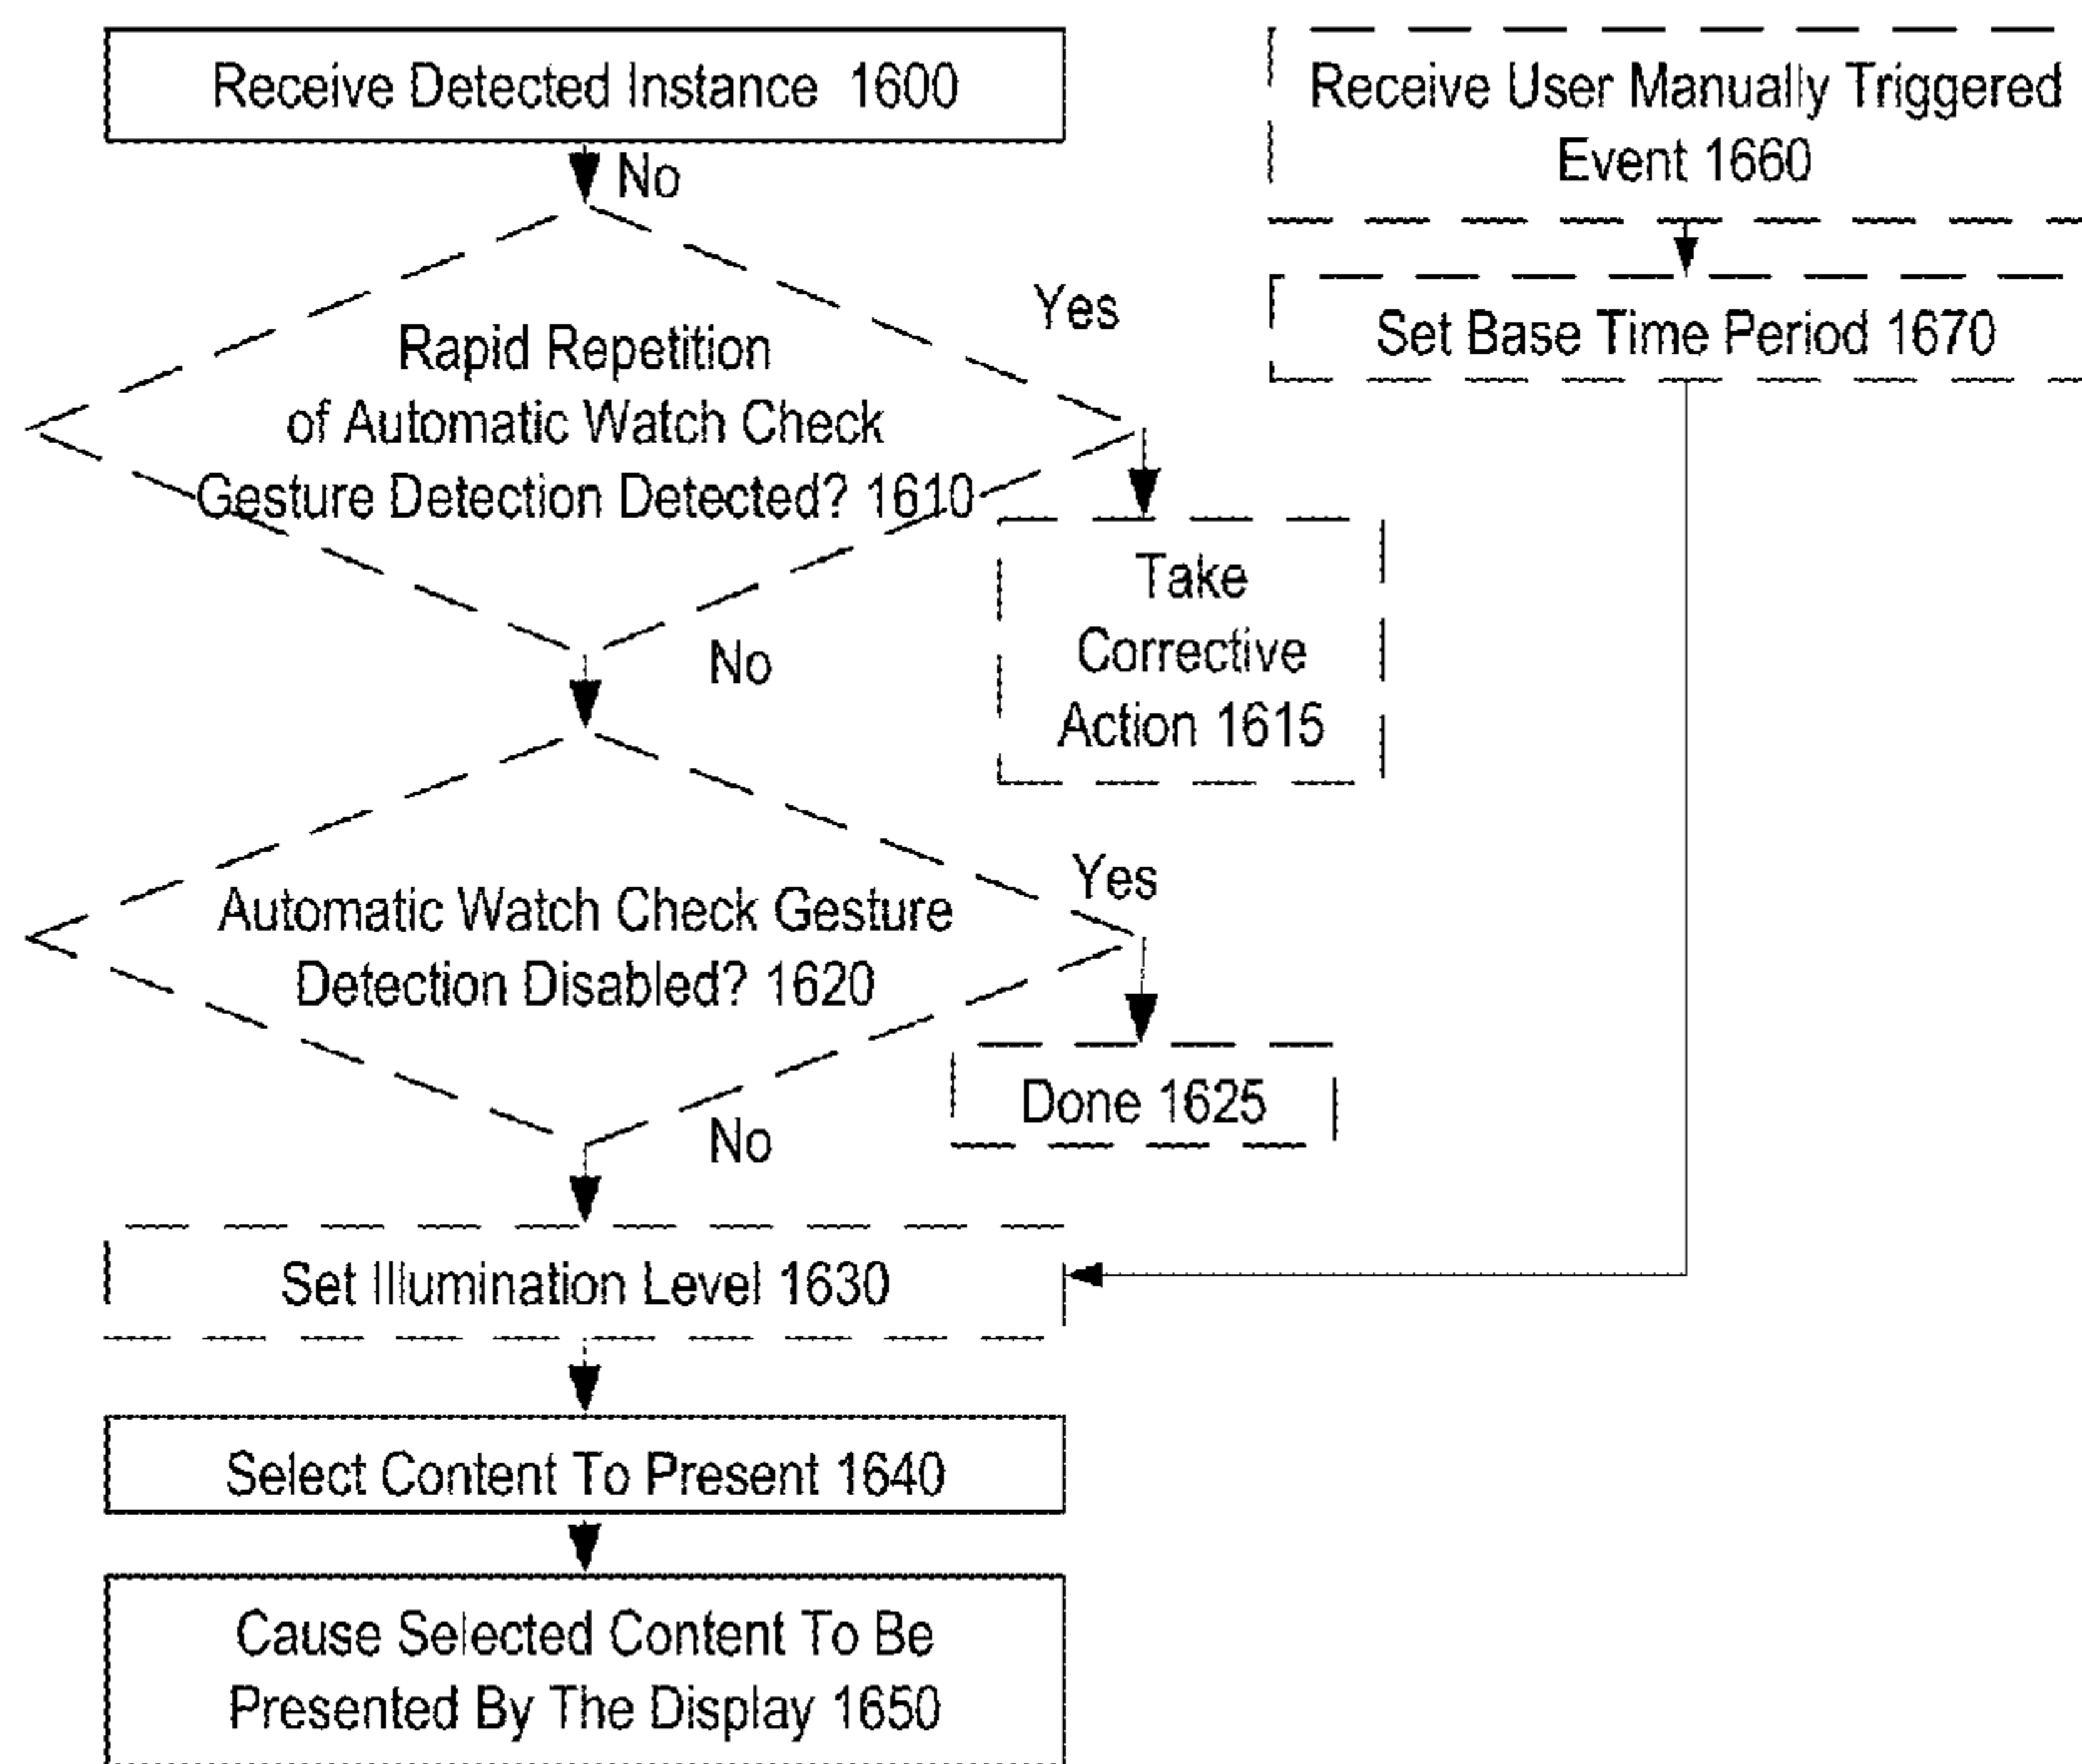 Receive Detected Instance 1600
No
Rapid Repetition
of Automatic Watch Check
Gesture Detection Detected? 1610
Yes
Take
Corrective
Action 1615
No
Automatic Watch Check Gesture
Detection Disabled? 1620
Yes
Done 1625
No
Set Illumination Level 1630
Select Content To Present 1640
Cause Selected Content To Be
Presented By The Display 1650
Receive User Manually Triggered
Event 1660
Set Base Time Period 1670